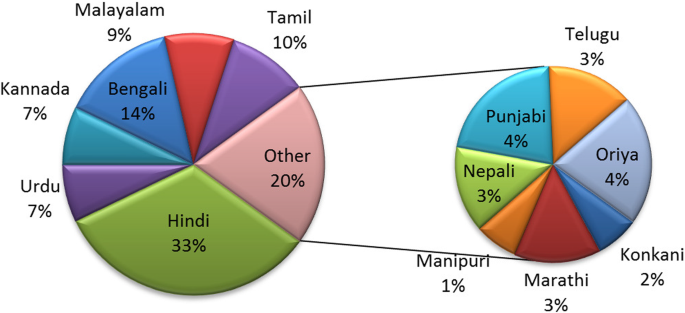 Malayalam
9%
Tamil
10%
Kannada
7%
Bengali
14%
Urdu
7%
Hindi
33%
Other
20%
Telugu
3%
Punjabi
4%
Oriya
4%
Nepali
3%
Konkani
2%
Manipuri
1%
Marathi
3%